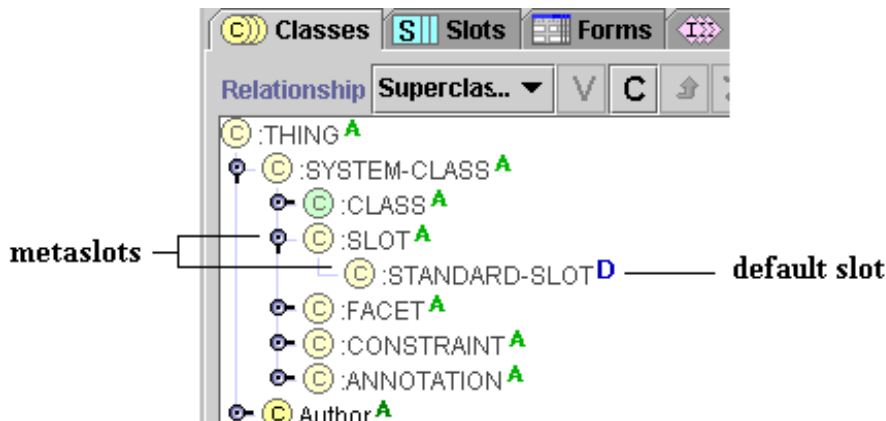 C Classes S Slots Forms I
Relationship Superclas... V C
C :THING A
C :SYSTEM-CLASS A
C :CLASS A
metaslots C :SLOT A
C :STANDARD-SLOT D default slot
C :FACET A
C :CONSTRAINT A
C :ANNOTATION A
C Author A